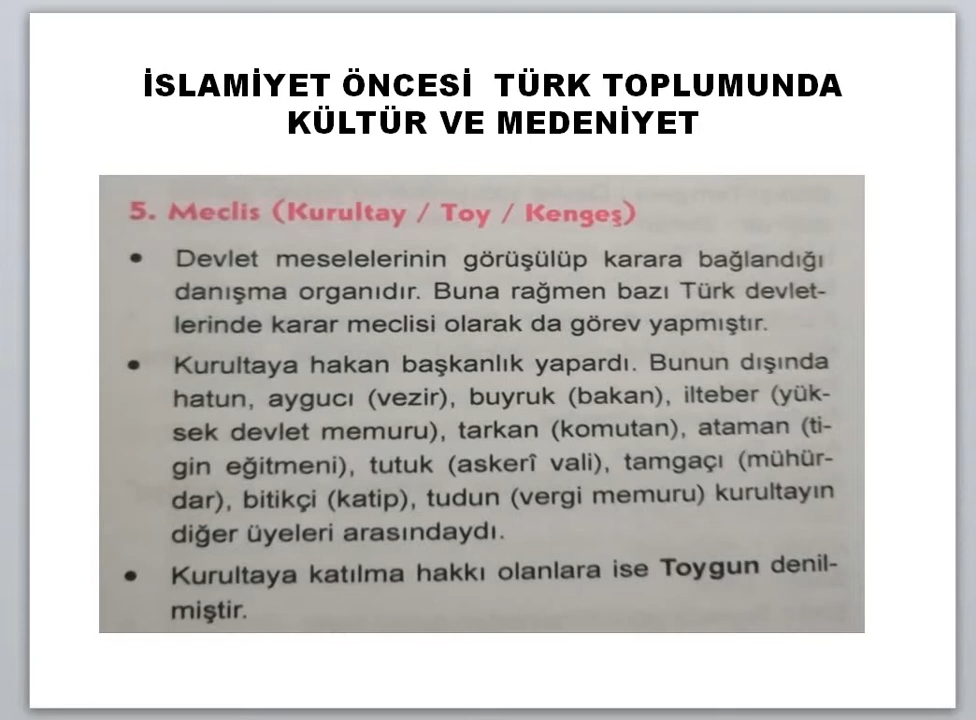 İSLAMİYET ÖNCESİ TÜRK TOPLUMUNDA
KÜLTÜR VE MEDENİYET
5. Meclis (Kurultay / Toy / Kengeş)
• Devlet meselelerinin görüşülüp karara bağlandığı
danışma organıdır. Buna rağmen bazı Türk devlet-
lerinde karar meclisi olarak da görev yapmıştır.
• Kurultaya hakan başkanlık yapardı. Bunun dışında
hatun, aygucı (vezir), buyruk (bakan), ilteber (yük-
sek devlet memuru), tarkan (komutan), ataman (ti-
gin eğitmeni), tutuk (askerî vali), tamgaçı (mühür-
dar), bitikçi (katip), tudun (vergi memuru) kurultayın
diğer üyeleri arasındaydı.
• Kurultaya katılma hakkı olanlara ise Toygun denil-
miştir.